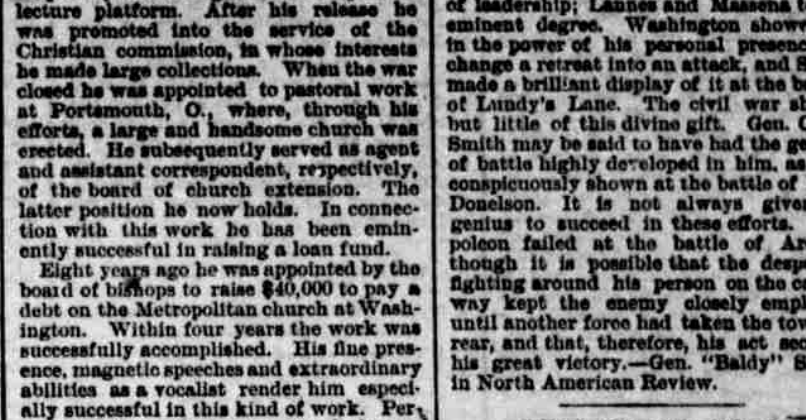 lecture platform. After his release he
was promoted into the service of the
Christian commission, in whose interests
he made large collections. When the war
closed he was appointed to pastoral work
at Portsmouth, O., where, through his
efforts, a large and handsome church was
erected. He subsequently served as agent
and assistant correspondent, respectively,
of the board of church extension. The
latter position he now holds. In connec-
tion with this work he has been emin-
ently successful in raising a loan fund.
Eight years ago he was appointed by the
board of bishops to raise $40,000 to pay a
debt on the Metropolitan church at Wash-
ington. Within four years the work was
successfully accomplished. His fine pres-
ence, magnetic speeches and extraordinary
abilities as a vocalist render him especi-
ally successful in this kind of work. Per
of leadership; Lannes and Massena
eminent degree. Washington show
in the power of his personal presen
change a retreat into an attack, and S
made a brilliant display of it at the b
of Lundy's Lane. The civil war s
but little of this divine gift. Gen.
Smith may be said to have had the ge
of battle highly developed in him, as
conspicuously shown at the battle of
Donelson. It is not always give
genius to succeed in these efforts.
poleon failed at the battle of A
though it is possible that the desp
fighting around his person on the c
way kept the enemy closely emp
until another force had taken the tow
rear, and that, therefore, his act sec
his great victory.—Gen. "Baldy" S
in North American Review.